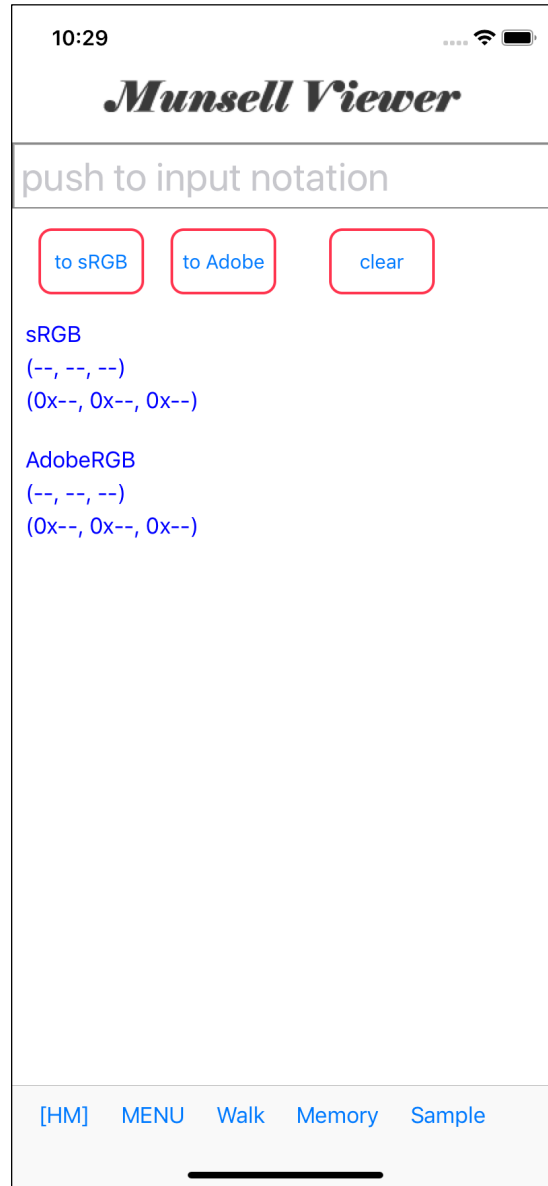 10:29
Munsell Viewer
push to input notation
to sRGB to Adobe clear
sRGB
(--, --, --)
(0x--, 0x--, 0x--)
AdobeRGB
(--, --, --)
(0x--, 0x--, 0x--)
[HM] MENU Walk Memory Sample